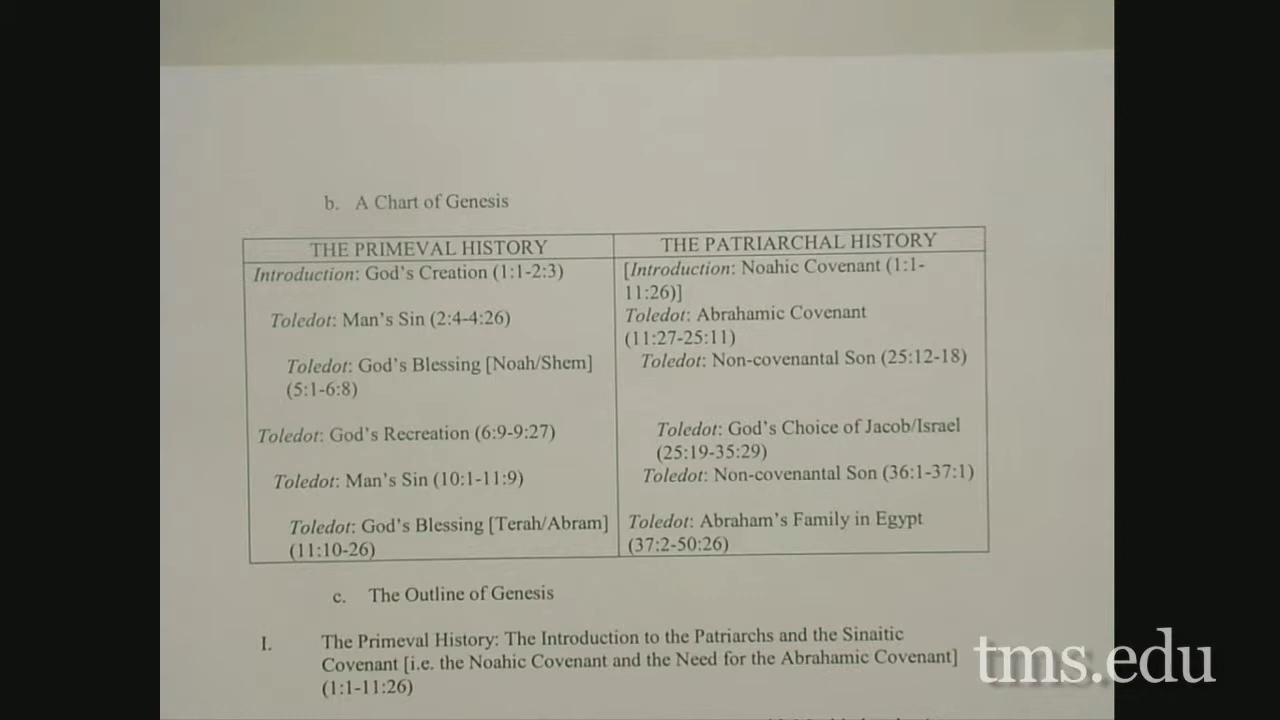 b. A Chart of Genesis
THE PRIMEVAL HISTORY
Introduction: God's Creation (1:1-2:3)
Toledot: Man's Sin (2:4-4:26)
Toledot: God's Blessing [Noah/Shem]
(5:1-6:8)
Toledot: God's Recreation (6:9-9:27)
Toledot: Man's Sin (10:1-11:9)
Toledot: God's Blessing [Terah/Abram]
(11:10-26)
THE PATRIARCHAL HISTORY
[Introduction: Noahic Covenant (1:1-
11:26)]
Toledot: Abrahamic Covenant
(11:27-25:11)
Toledot: Non-covenantal Son (25:12-18)
Toledot: God's Choice of Jacob/Israel
(25:19-35:29)
Toledot: Non-covenantal Son (36:1-37:1)
Toledot: Abraham's Family in Egypt
(37:2-50:26)
c. The Outline of Genesis
I. The Primeval History: The Introduction to the Patriarchs and the Sinaitic
Covenant [i.e. the Noahic Covenant and the Need for the Abrahamic Covenant]
(1:1-11:26)
tms.edu